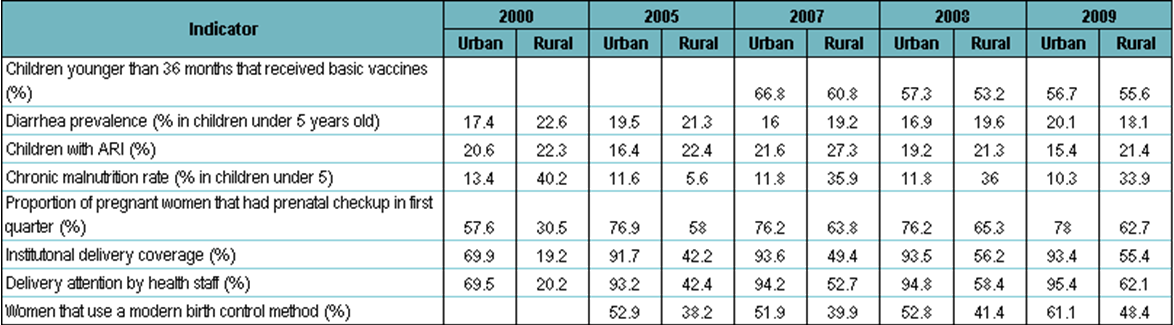 Indicator 2000 2005 2007 2008 2009
Urban Rural Urban Rural Urban Rural Urban Rural Urban Rural
Children younger than 36 months that received basic vaccines
(%) 66.8 60.8 57.3 53.2 56.7 55.6
Diarrhea prevalence (% in children under 5 years old) 17.4 22.6 19.5 21.3 16 19.2 16.9 19.6 20.1 18.1
Children with ARI (%) 20.6 22.3 16.4 22.4 21.6 27.3 19.2 21.3 15.4 21.4
Chronic malnutrition rate (% in children under 5) 13.4 40.2 11.6 5.6 11.8 35.9 11.8 36 10.3 33.9
Proportion of pregnant women that had prenatal checkup in first
quarter (%) 57.6 30.5 76.9 58 76.2 63.8 76.2 65.3 78 62.7
Institutonal delivery coverage (%) 69.9 19.2 91.7 42.2 93.6 49.4 93.5 56.2 93.4 55.4
Delivery attention by health staff (%) 69.5 20.2 93.2 42.4 94.2 52.7 94.8 58.4 95.4 62.1
Women that use a modern birth control method (%) 52.9 38.2 51.9 39.9 52.8 41.4 61.1 48.4